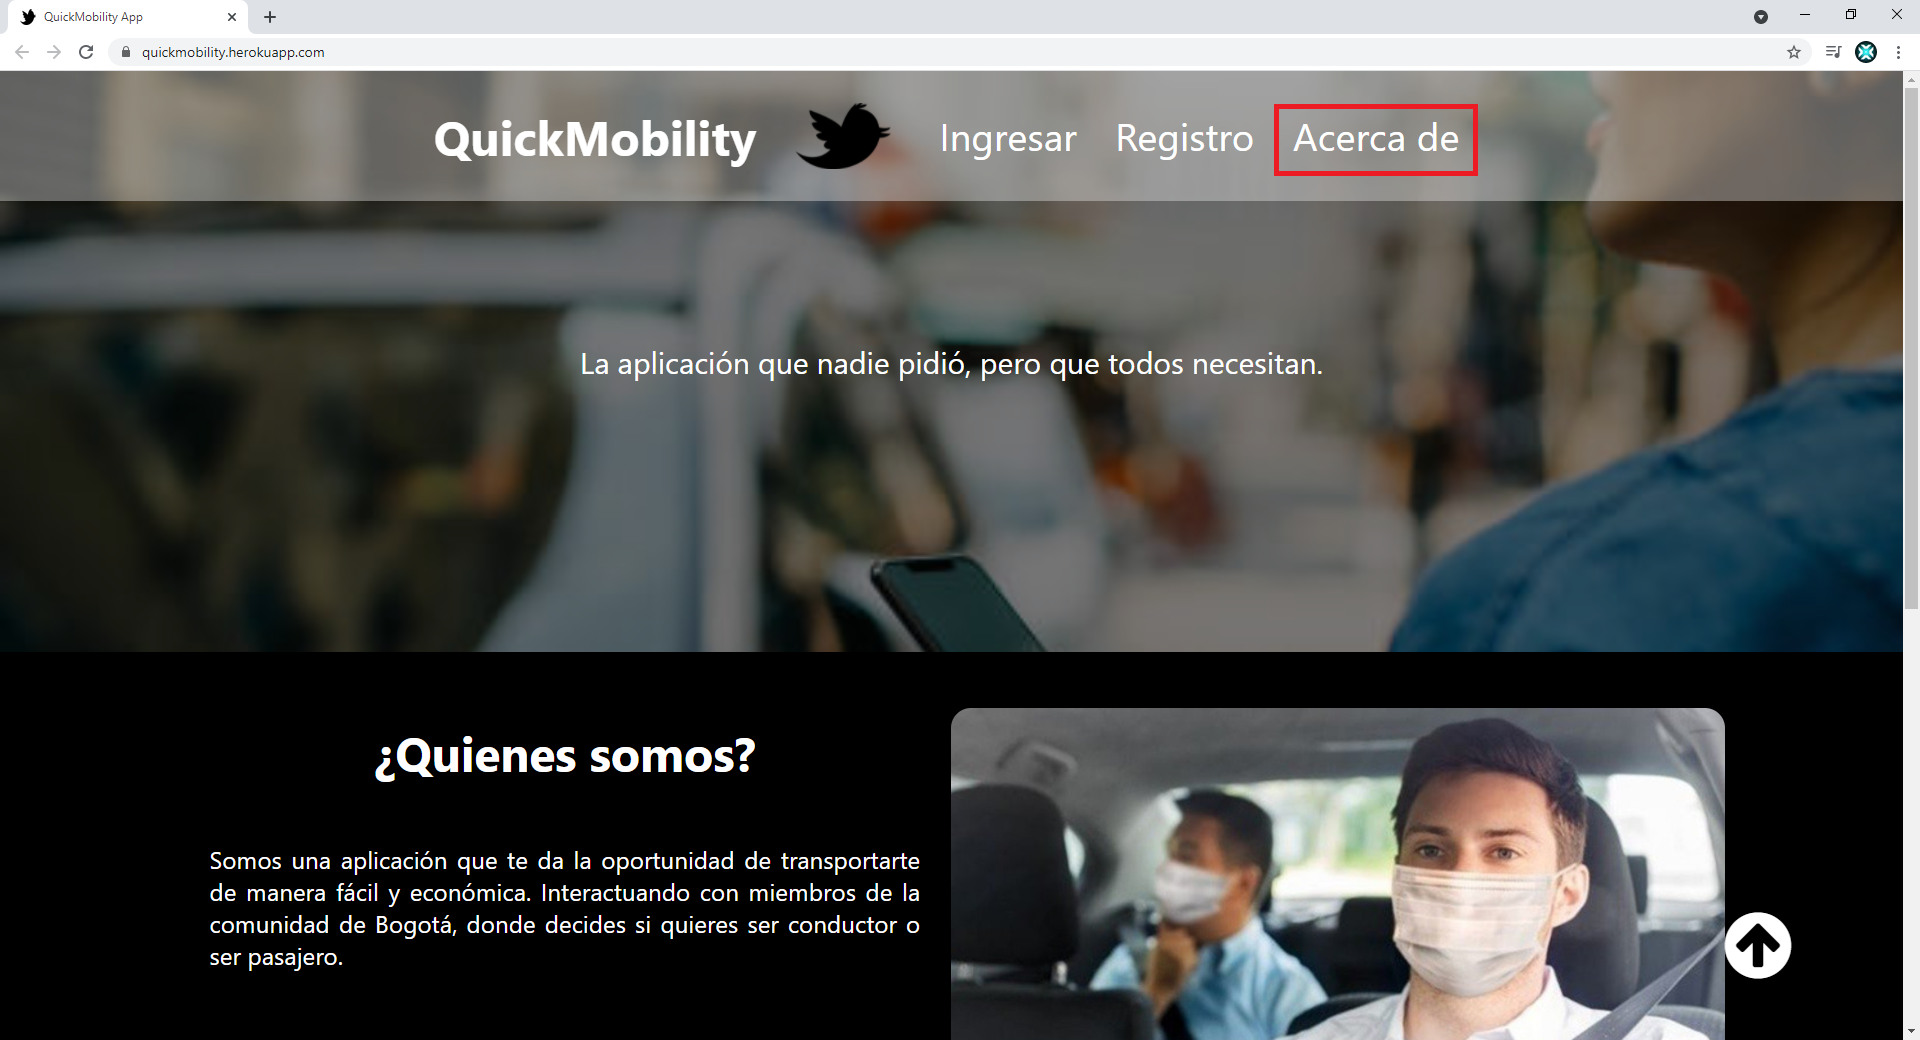 QuickMobility App
quickmobility.herokuapp.com
QuickMobility
Ingresar
Registro
Acerca de
La aplicación que nadie pidió, pero que todos necesitan.
¿Quienes somos?
Somos una aplicación que te da la oportunidad de transportarte
de manera fácil y económica. Interactuando con miembros de la
comunidad de Bogotá, donde decides si quieres ser conductor o
ser pasajero.